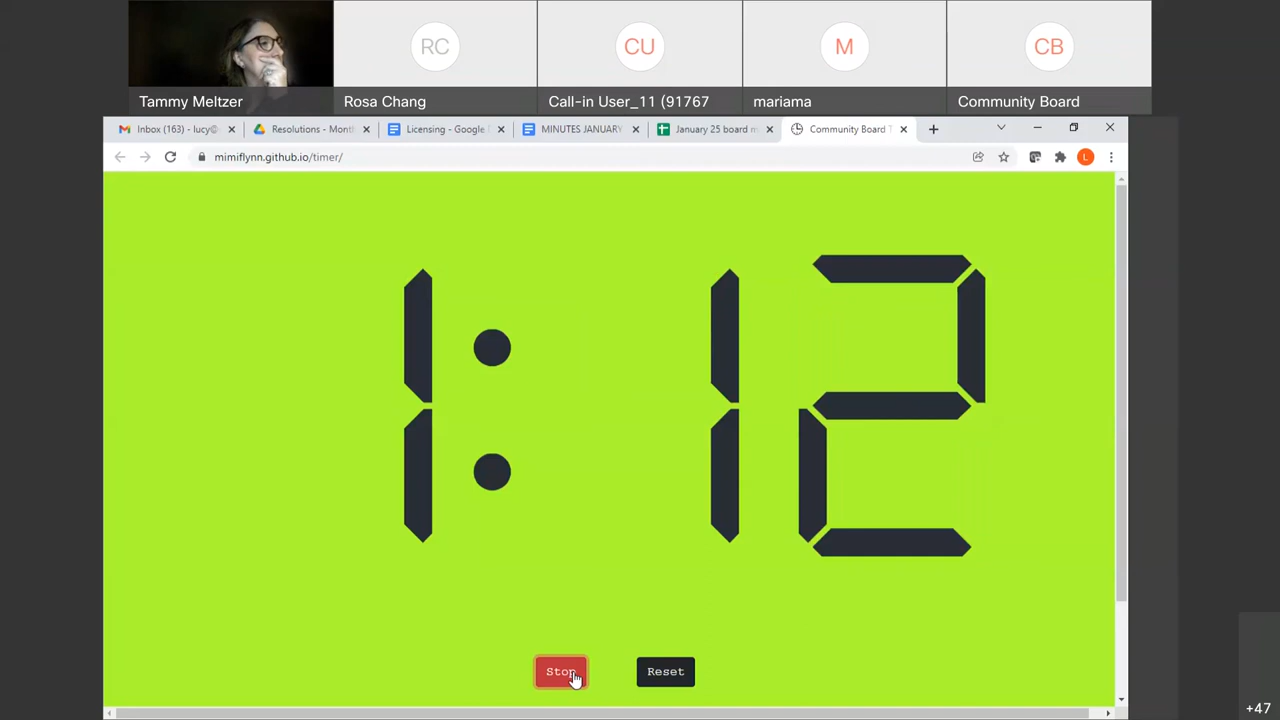 RC
CU
M
CB
Tammy Meltzer
Rosa Chang
Call-in User_11 (91767
mariama
Community Board
Inbox (163) - lucy@
Resolutions - Mont
Licensing - Google
MINUTES JANUARY
January 25 board m
Community Board T
mimiflynn.github.io/timer/
L
1:12
Stop
Reset
+47